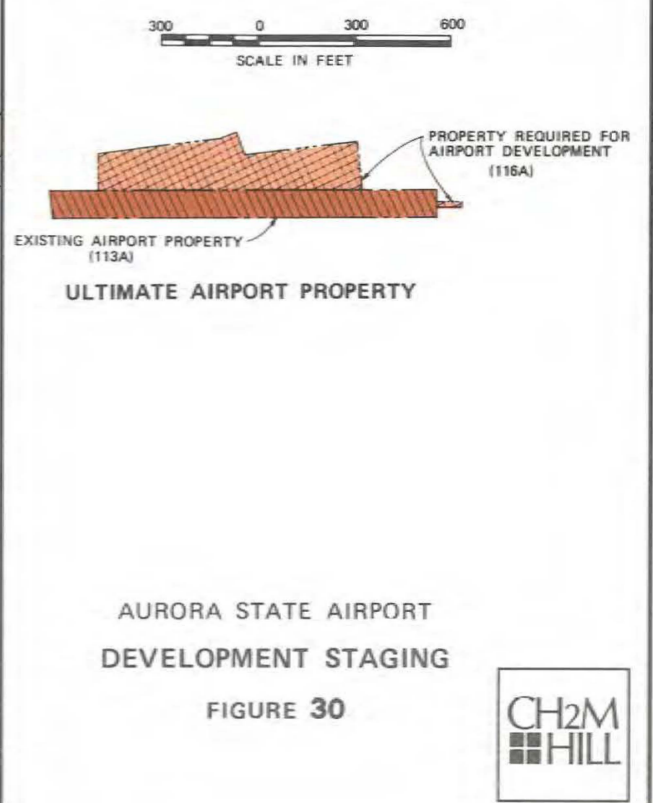 300 0 300 600
SCALE IN FEET
PROPERTY REQUIRED FOR
AIRPORT DEVELOPMENT
(116A)
EXISTING AIRPORT PROPERTY
(113A)
ULTIMATE AIRPORT PROPERTY
AURORA STATE AIRPORT
DEVELOPMENT STAGING
FIGURE 30
CH2M
HILL